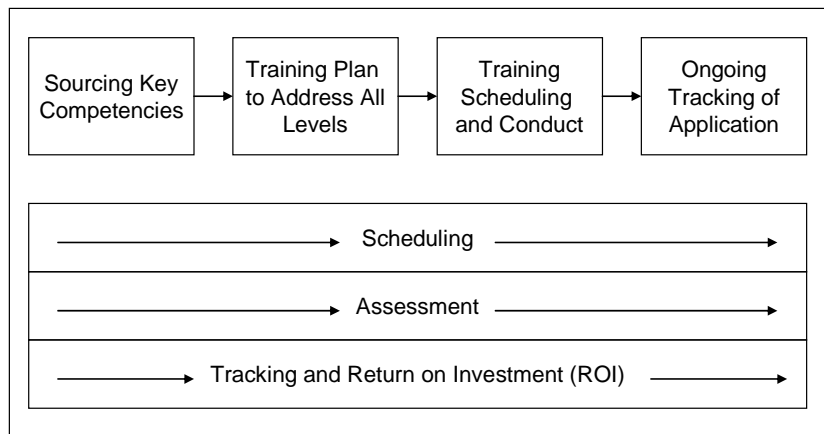 Sourcing Key
Competencies
Training Plan
to Address All
Levels
Training
Scheduling
and Conduct
Ongoing
Tracking of
Application
Scheduling
Assessment
Tracking and Return on Investment (ROI)